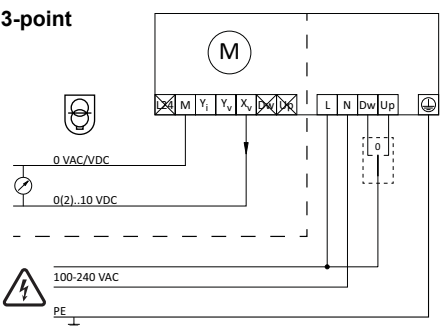 3-point
M
L24 M Yi Yv Xv Dw Up L N Dw Up
0
0 VAC/VDC
0(2)..10 VDC
100-240 VAC
PE